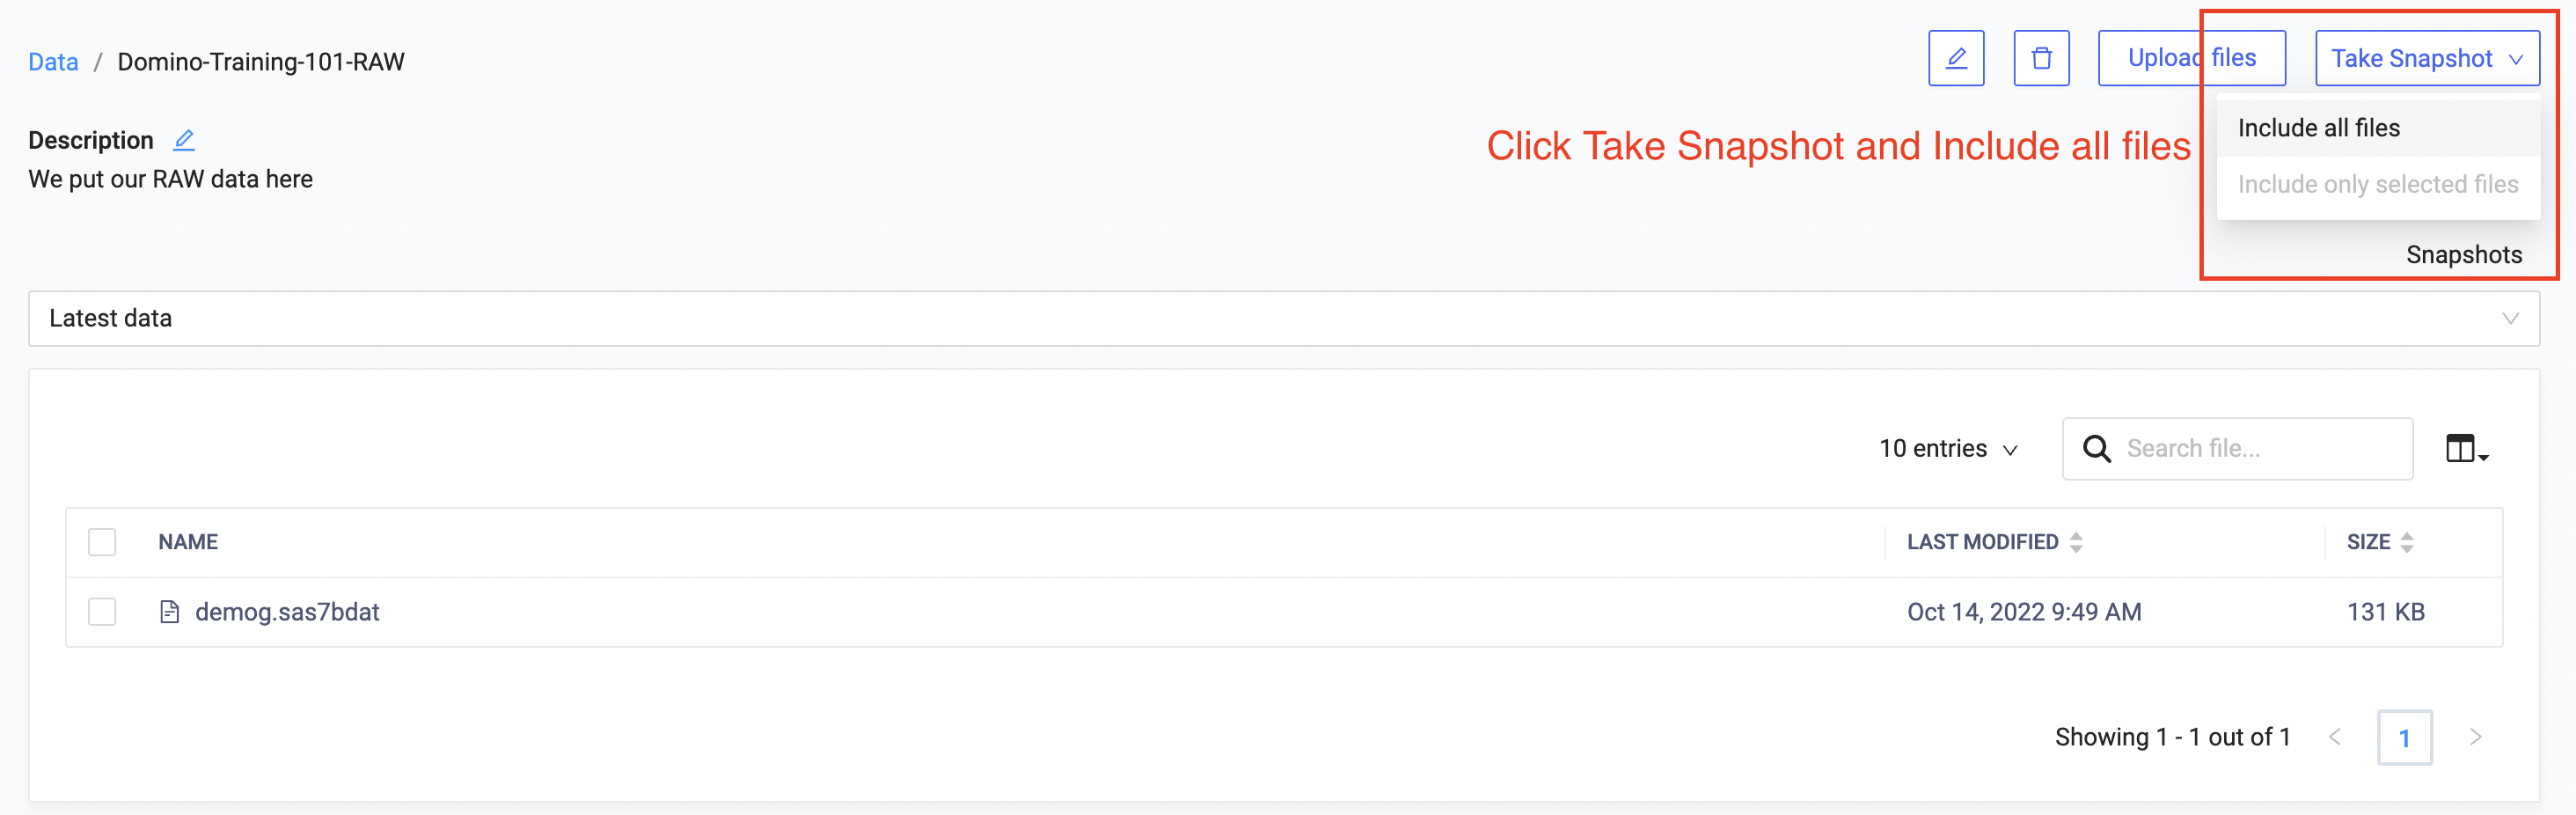 Data / Domino-Training-101-RAW
Upload files
Take Snapshot
Include all files
Include only selected files
Click Take Snapshot and Include all files
Description
We put our RAW data here
Snapshots
Latest data
10 entries
Search file...
NAME LAST MODIFIED SIZE
demog.sas7bdat Oct 14, 2022 9:49 AM 131 KB
Showing 1 - 1 out of 1 < 1 >